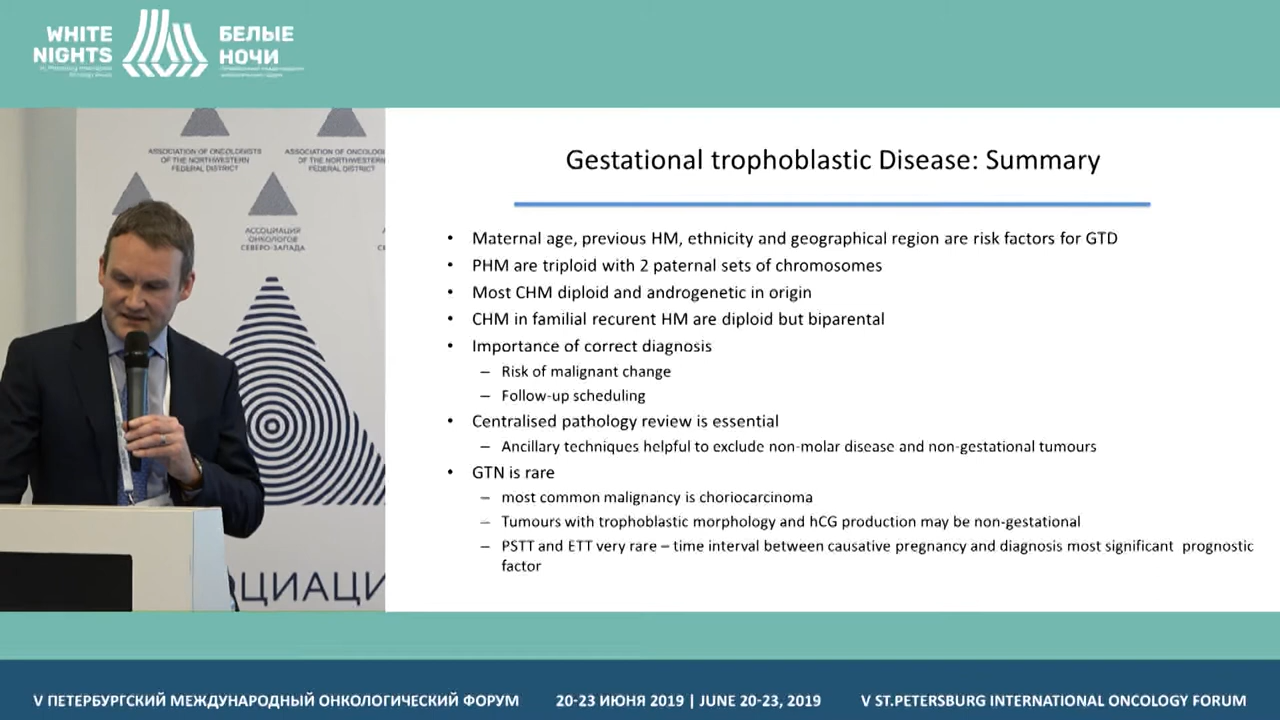 WHITE
NIGHTS
БЕЛЫЕ
НОЧИ
ASSOCIATION OF ONCOLOGISTS
OF THE NORTHWESTERN
FEDERAL DISTRICT
ASSOCIATION OF ONCOLOG
OF THE NORTHWESTERN
FEDERAL DISTRICT
АССОЦИАЦИЯ
ОНКОЛОГОВ
СЕВЕРО-ЗАПАДА
ОЦИАЦИ
Gestational trophoblastic Disease: Summary
• Maternal age, previous HM, ethnicity and geographical region are risk factors for GTD
• PHM are triploid with 2 paternal sets of chromosomes
• Most CHM diploid and androgenetic in origin
• CHM in familial recurent HM are diploid but biparental
• Importance of correct diagnosis
– Risk of malignant change
– Follow-up scheduling
• Centralised pathology review is essential
– Ancillary techniques helpful to exclude non-molar disease and non-gestational tumours
• GTN is rare
– most common malignancy is choriocarcinoma
– Tumours with trophoblastic morphology and hCG production may be non-gestational
– PSTT and ETT very rare – time interval between causative pregnancy and diagnosis most significant prognostic
factor
V ПЕТЕРБУРГСКИЙ МЕЖДУНАРОДНЫЙ ОНКОЛОГИЧЕСКИЙ ФОРУМ 20-23 ИЮНЯ 2019 | JUNE 20-23, 2019 V ST.PETERSBURG INTERNATIONAL ONCOLOGY FORUM